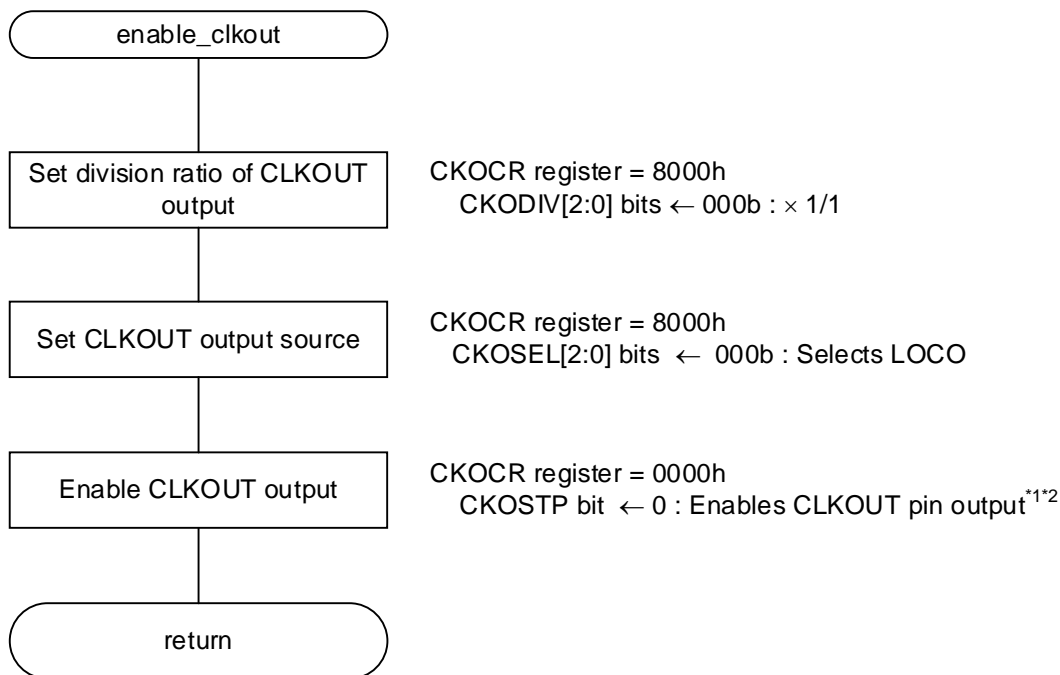 enable_clkout
Set division ratio of CLKOUT
output
CKOCR register = 8000h
CKODIV[2:0] bits ← 000b : × 1/1
Set CLKOUT output source
CKOCR register = 8000h
CKOSEL[2:0] bits ← 000b : Selects LOCO
Enable CLKOUT output
CKOCR register = 0000h
CKOSTP bit ← 0 : Enables CLKOUT pin output*1*2
return